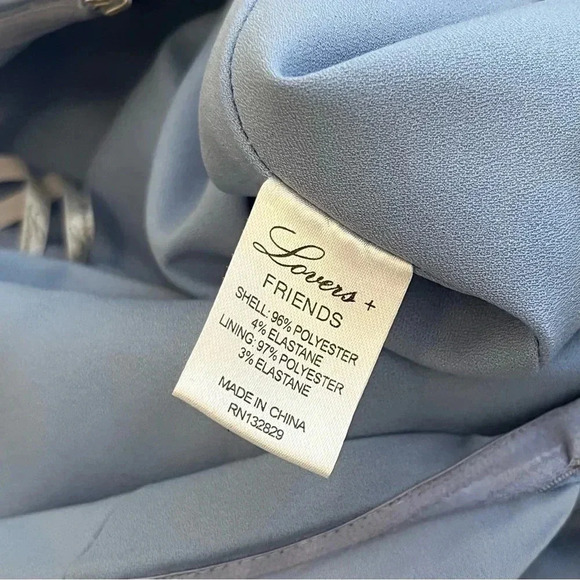 Lovers +
FRIENDS
SHELL: 96% POLYESTER
4% ELASTANE
LINING: 97% POLYESTER
3% ELASTANE
MADE IN CHINA
RN132829